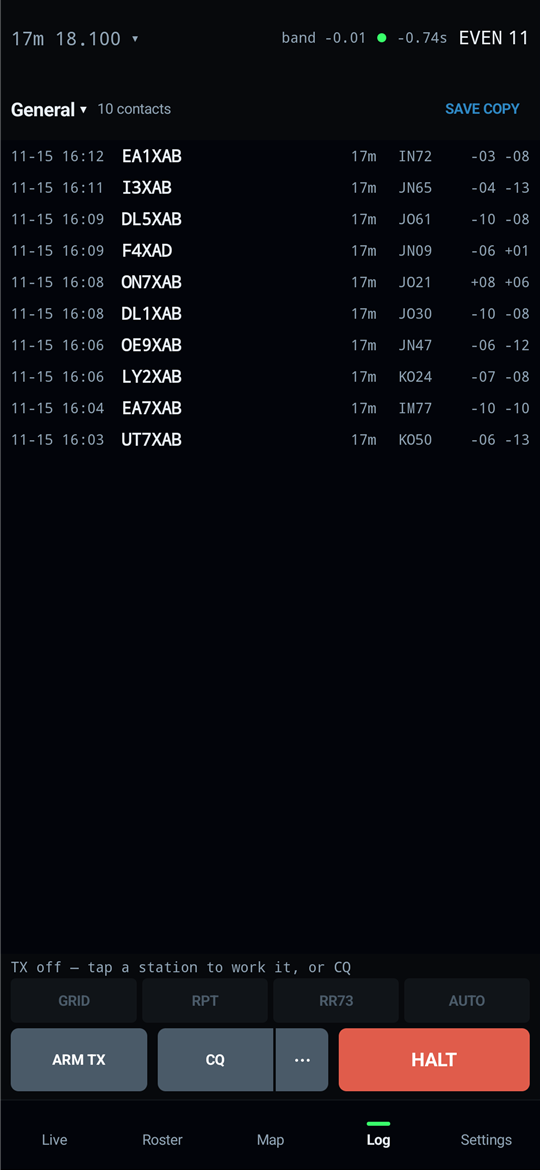 17m 18.100 ▾ band -0.01 ● -0.74s EVEN 11
General ▾ 10 contacts SAVE COPY
11-15 16:12 EA1XAB 17m IN72 -03 -08
11-15 16:11 I3XAB 17m JN65 -04 -13
11-15 16:09 DL5XAB 17m JO61 -10 -08
11-15 16:09 F4XAD 17m JN09 -06 +01
11-15 16:08 ON7XAB 17m JO21 +08 +06
11-15 16:08 DL1XAB 17m JO30 -10 -08
11-15 16:06 OE9XAB 17m JN47 -06 -12
11-15 16:06 LY2XAB 17m KO24 -07 -08
11-15 16:04 EA7XAB 17m IM77 -10 -10
11-15 16:03 UT7XAB 17m KO50 -06 -13
TX off — tap a station to work it, or CQ
GRID RPT RR73 AUTO
ARM TX CQ ... HALT
Live Roster Map Log Settings